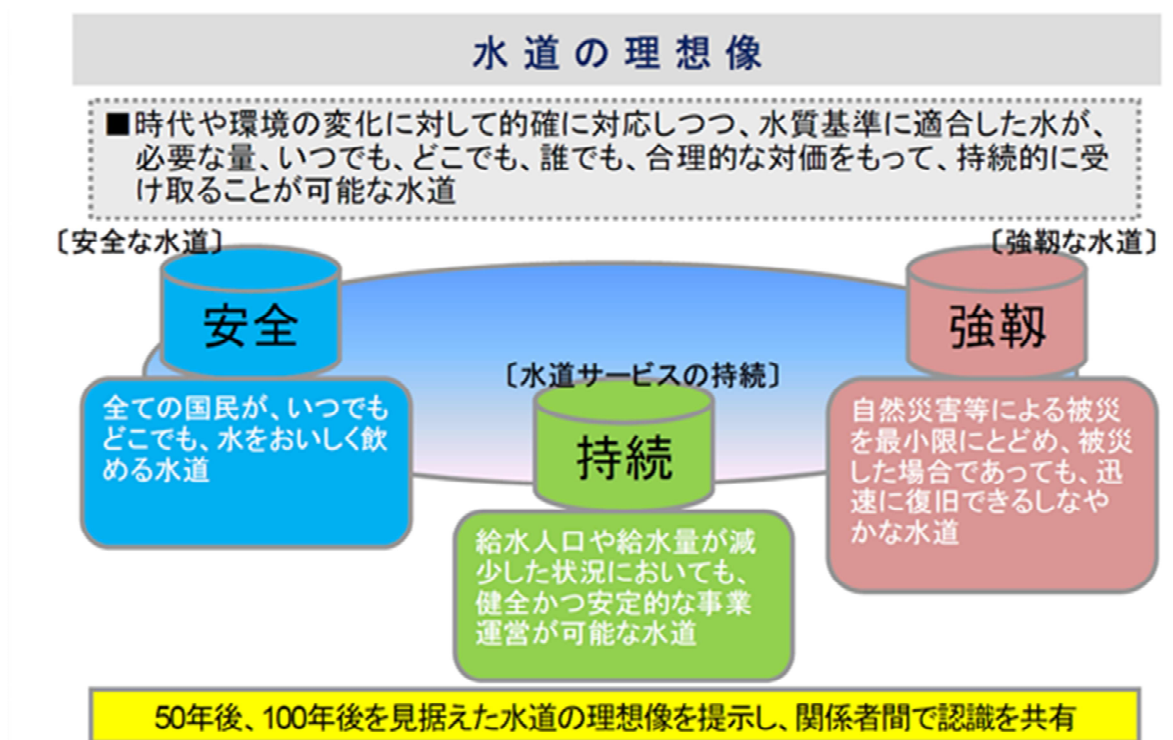 水道の理想像
■時代や環境の変化に対して的確に対応しつつ、水質基準に適合した水が、
必要な量、いつでも、どこでも、誰でも、合理的な対価をもって、持続的に受
け取ることが可能な水道
〔安全な水道〕
安全
全ての国民が、いつでも
どこでも、水をおいしく飲
める水道
〔水道サービスの持続〕
持続
給水人口や給水量が減
少した状況においても、
健全かつ安定的な事業
運営が可能な水道
〔強靱な水道〕
強靱
自然災害等による被災
を最小限にとどめ、被災
した場合であっても、迅
速に復旧できるしなや
かな水道
50年後、100年後を見据えた水道の理想像を提示し、関係者間で認識を共有